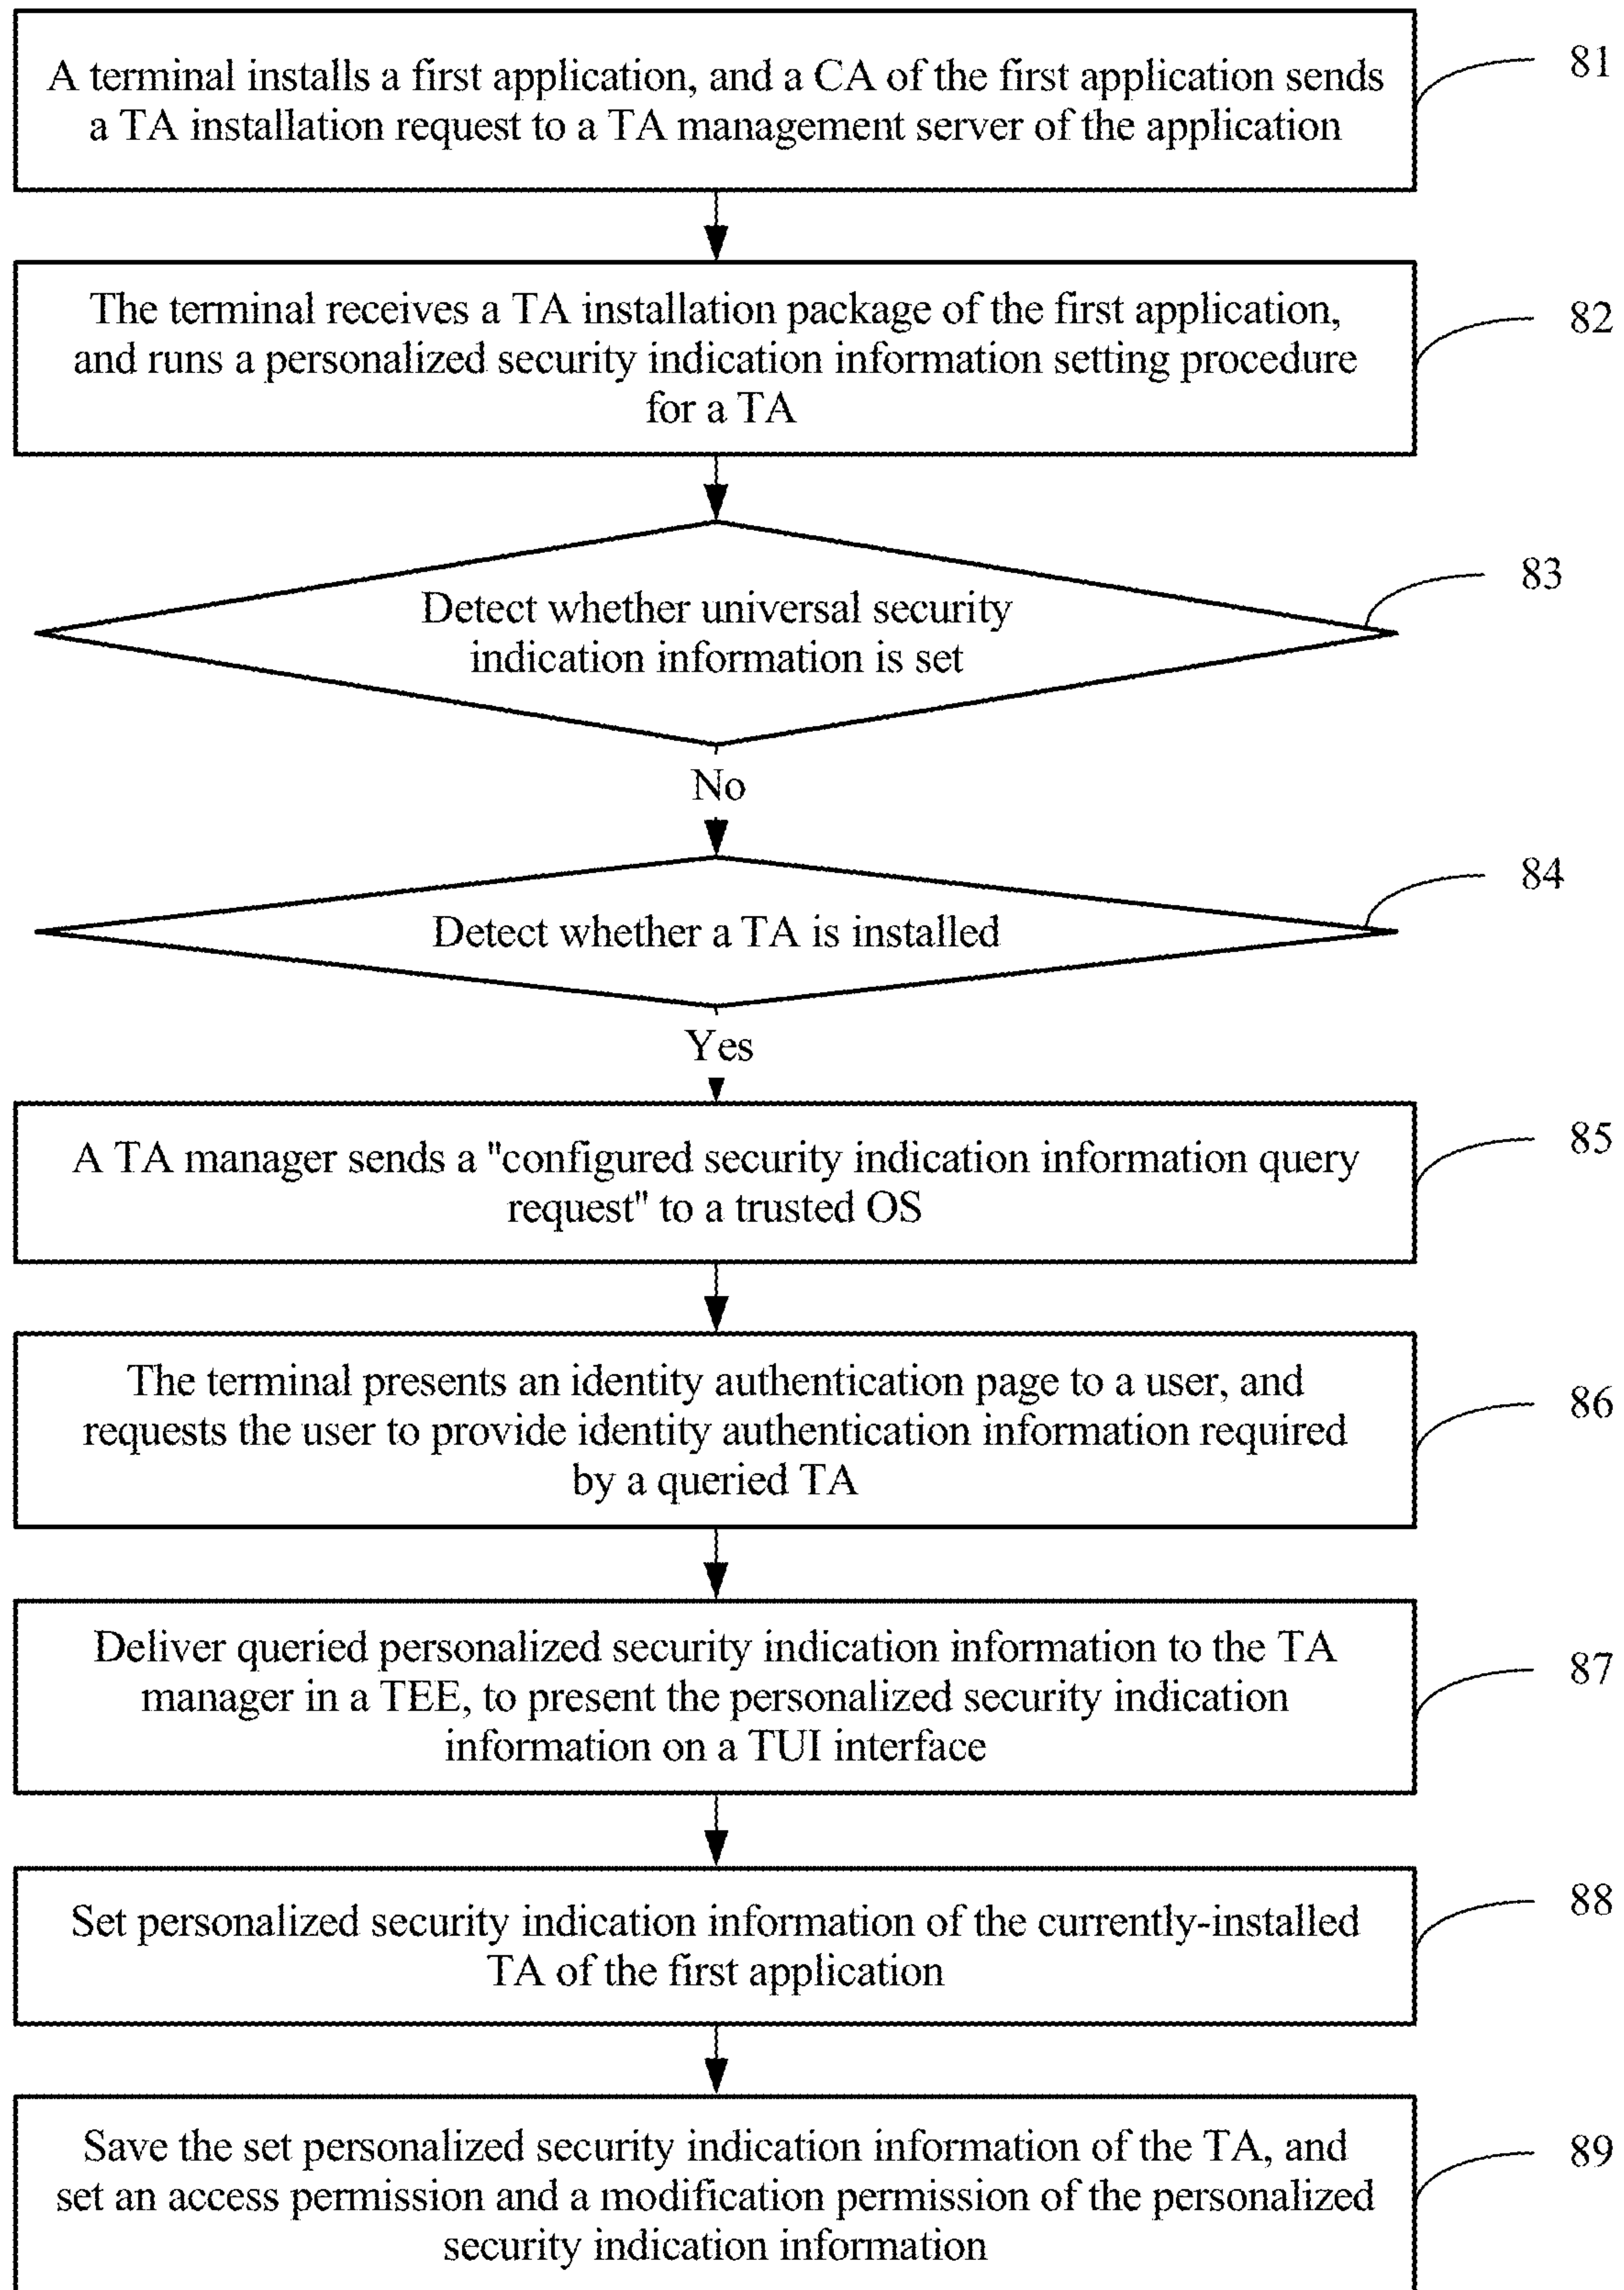 A terminal installs a first application, and a CA of the first application sends
a TA installation request to a TA management server of the application
81
The terminal receives a TA installation package of the first application,
and runs a personalized security indication information setting procedure
for a TA
82
Detect whether universal security
indication information is set
83
No
Detect whether a TA is installed
84
Yes
A TA manager sends a "configured security indication information query
request" to a trusted OS
85
The terminal presents an identity authentication page to a user, and
requests the user to provide identity authentication information required
by a queried TA
86
Deliver queried personalized security indication information to the TA
manager in a TEE, to present the personalized security indication
information on a TUI interface
87
Set personalized security indication information of the currently-installed
TA of the first application
88
Save the set personalized security indication information of the TA, and
set an access permission and a modification permission of the personalized
security indication information
89